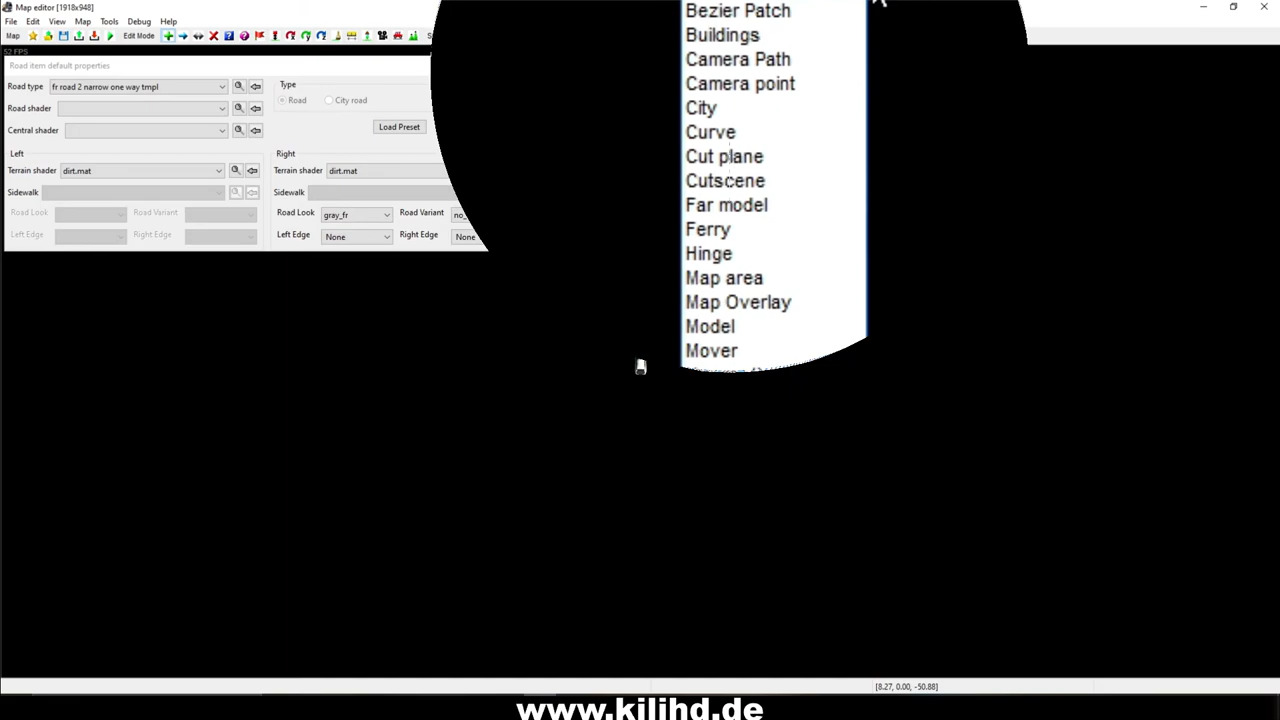 Map editor [1918x948]
File Edit View Map Tools Debug Help
Map Edit Mode
52 FPS
Road item default properties
Road type fr road 2 narrow one way tmpl
Road shader
Central shader
Type
Road City road
Load Preset
Left
Terrain shader dirt.mat
Sidewalk
Road Look Road Variant
Left Edge Right Edge
Right
Terrain shader dirt.mat
Sidewalk
Road Look gray_fr Road Variant no_
Left Edge None Right Edge None
Bezier Patch
Buildings
Camera Path
Camera point
City
Curve
Cut plane
Cutscene
Far model
Ferry
Hinge
Map area
Map Overlay
Model
Mover
[8.27, 0.00, -50.88]
www.kilihd.de